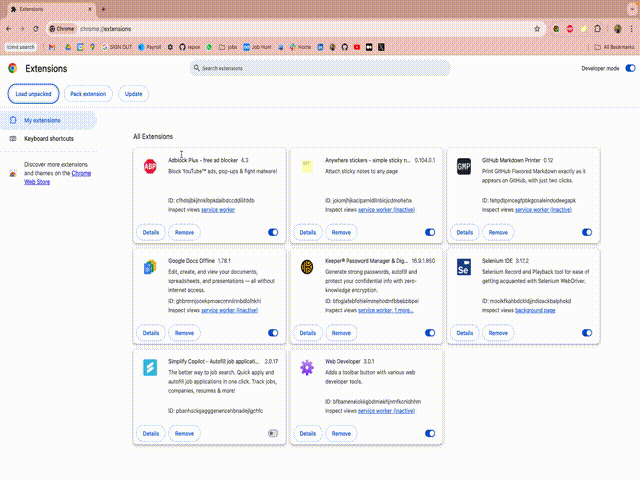 Extensions
Chrome
chrome://extensions
icims search
SIGN OUT
Payroll
repos
jobs
Job Hunt
Home
All Bookmarks
Extensions
Search extensions
Developer mode
Load unpacked
Pack extension
Update
My extensions
Keyboard shortcuts
Discover more extensions
and themes on the Chrome
Web Store
All Extensions
Adblock Plus - free ad blocker 4.3
Block YouTube™ ads, pop-ups & fight malware!
ID: cfhdojbkjhnklbpkdaibdccddilifddb
Inspect views service worker
Details
Remove
Anywhere stickers - simple sticky n... 0.104.0.1
Attach sticky notes to any page
Inspect views service worker (Inactive)
Details
Remove
GMP
GitHub Markdown Printer 0.12
Print GitHub Flavored Markdown exactly as it
appears on GitHub, with just two clicks.
Inspect views service worker (Inactive)
Details
Remove
Google Docs Offline 1.78.1
Edit, create, and view your documents,
spreadsheets, and presentations — all without
internet access.
ID: ghbmnnjooekpmoecnnnilnnbdlolhkhi
Inspect views service worker (Inactive)
Details
Remove
Keeper® Password Manager & Dig... 16.9.1.860
Generate strong passwords, autofill and
protect your confidential info with zero-
knowledge encryption.
ID: bfogiafebfohielmmehodmfbbebbbpei
Inspect views service worker, 1 more...
Details
Remove
Se
Selenium IDE 3.17.2
Selenium Record and Playback tool for ease of
getting acquainted with Selenium WebDriver.
ID: mooikfkahbdckldjjndioackbalphokd
Inspect views background page
Details
Remove
Simplify Copilot - Autofill job applicati... 2.0.17
The better way to job search. Quick apply and
autofill job applications in one click. Track jobs,
companies, resumes & more!
ID: pbanhockgagggenencehbnadejlgchfc
Details
Remove
Web Developer 3.0.1
Adds a toolbar button with various web
developer tools.
ID: bfbameneiokkgbdmiekhjnmfkcnldhhm
Inspect views service worker (Inactive)
Details
Remove